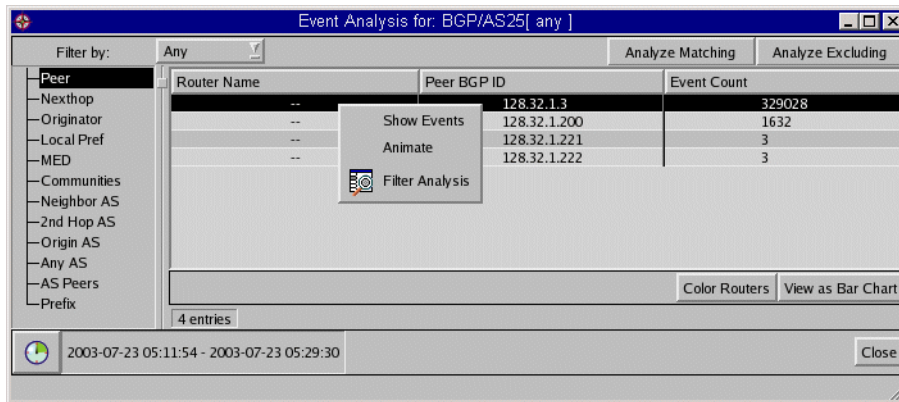 Event Analysis for: BGP/AS25[ any ]
Filter by:
Any
Analyze Matching
Analyze Excluding
Peer
Nexthop
Originator
Local Pref
MED
Communities
Neighbor AS
2nd Hop AS
Origin AS
Any AS
AS Peers
Prefix
Router Name Peer BGP ID Event Count
-- 128.32.1.3 329028
-- 128.32.1.200 1632
-- 128.32.1.221 3
-- 128.32.1.222 3
Show Events
Animate
Filter Analysis
Color Routers
View as Bar Chart
4 entries
2003-07-23 05:11:54 - 2003-07-23 05:29:30
Close